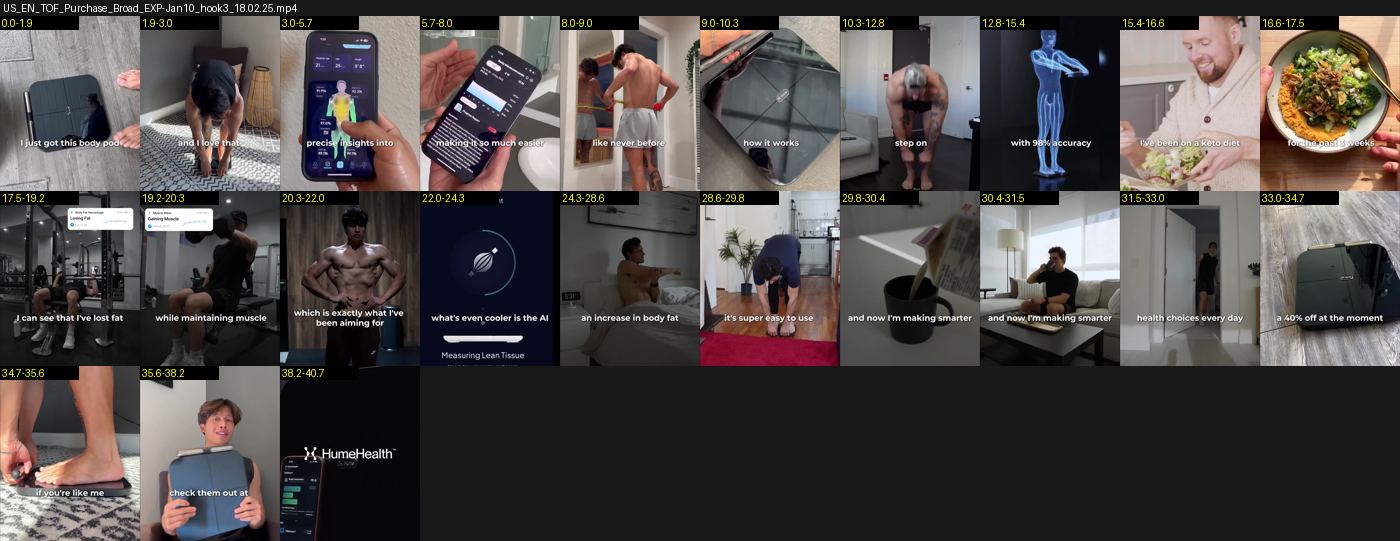 US_EN_TOF_Purchase_Broad_EXP-Jan10_hook3_18.02.25.mp4
0.0-1.9
I just got this body pod
1.9-3.0
and I love that
3.0-5.7
precise insights into
5.7-8.0
making it so much easier
8.0-9.0
like never before
9.0-10.3
how it works
10.3-12.8
step on
12.8-15.4
with 98% accuracy
15.4-16.6
I've been on a keto diet
16.6-17.5
for the past 3 weeks
17.5-19.2
Body Fat Percentage
Losing Fat
I can see that I've lost fat
19.2-20.3
Muscle Mass
Gaining Muscle
while maintaining muscle
20.3-22.0
which is exactly what I've
been aiming for
22.0-24.3
what's even cooler is the AI
Measuring Lean Tissue
24.3-28.6
5:31
an increase in body fat
28.6-29.8
it's super easy to use
29.8-30.4
and now I'm making smarter
30.4-31.5
and now I'm making smarter
31.5-33.0
health choices every day
33.0-34.7
a 40% off at the moment
34.7-35.6
if you're like me
35.6-38.2
check them out at
38.2-40.7
HumeHealth™